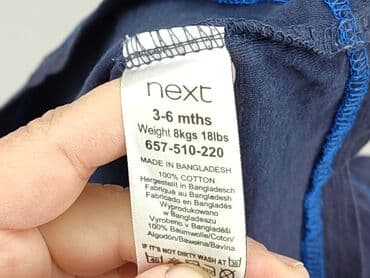 next
3-6 mths
Weight 8kgs 18lbs
657-510-220
MADE IN BANGLADESH
100% COTTON
Hergestellt in Bangladesch
Fabriqué au Bangladesh
Fabricado en Bangladesh
Wyprodukowano
w Bangladeszu
Vyrobeno v Bangladéši
100% Baumwolle/Coton/
Algodón/Bawełna/Bavlna
IF IT'S NOT DIRTY WASH AT